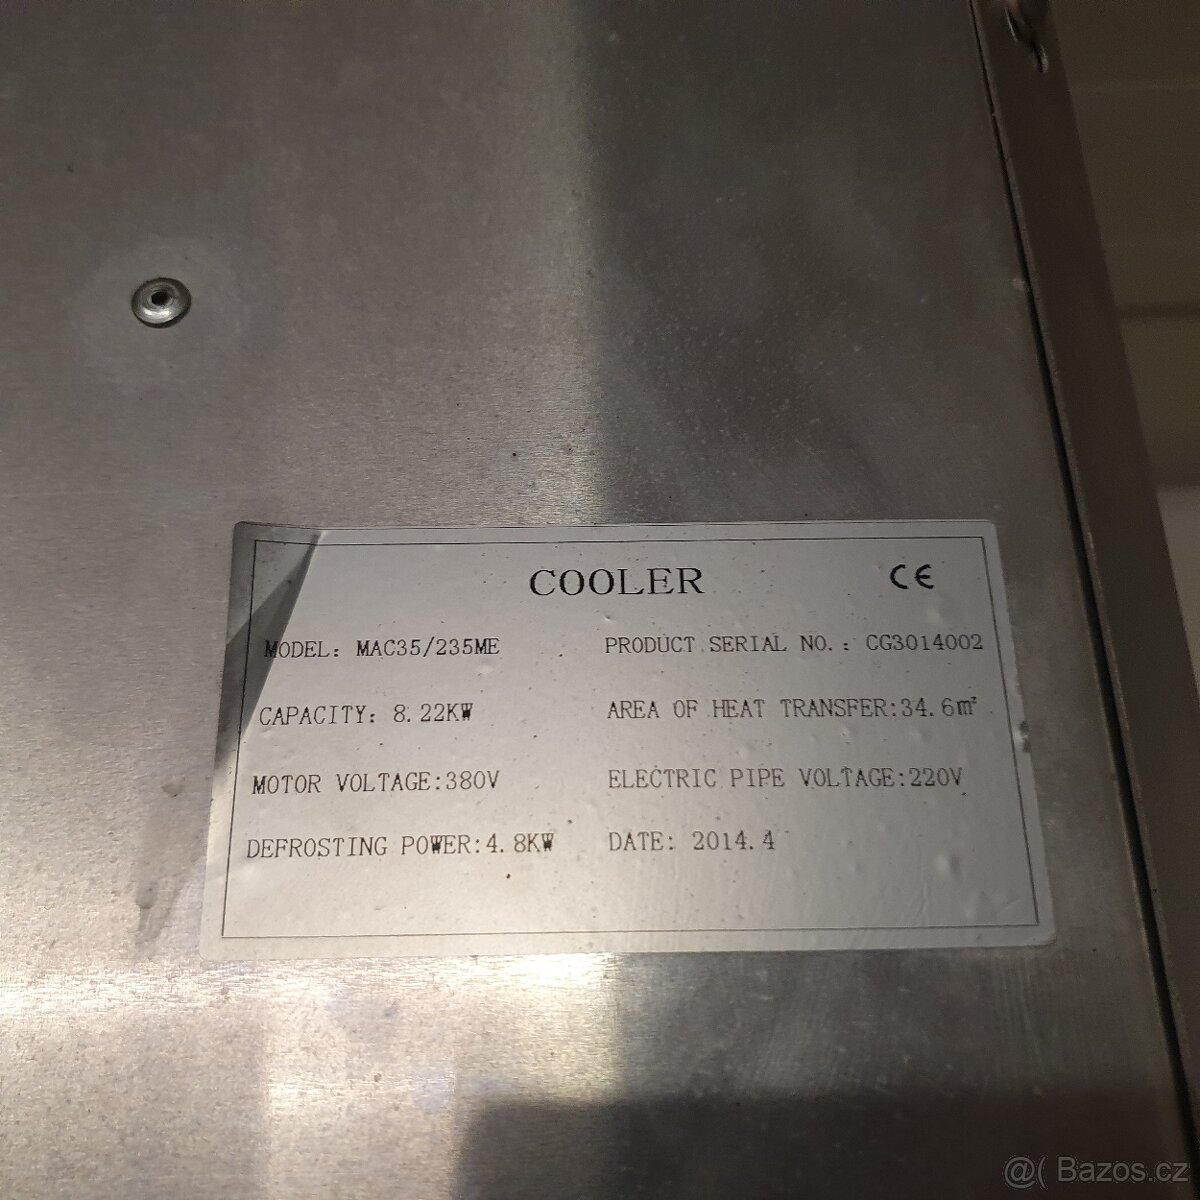 COOLER CE
MODEL: MAC35/235ME PRODUCT SERIAL NO.: CG3014002
CAPACITY: 8.22KW AREA OF HEAT TRANSFER:34.6m²
MOTOR VOLTAGE:380V ELECTRIC PIPE VOLTAGE:220V
DEFROSTING POWER:4.8KW DATE: 2014.4
@( Bazos.cz